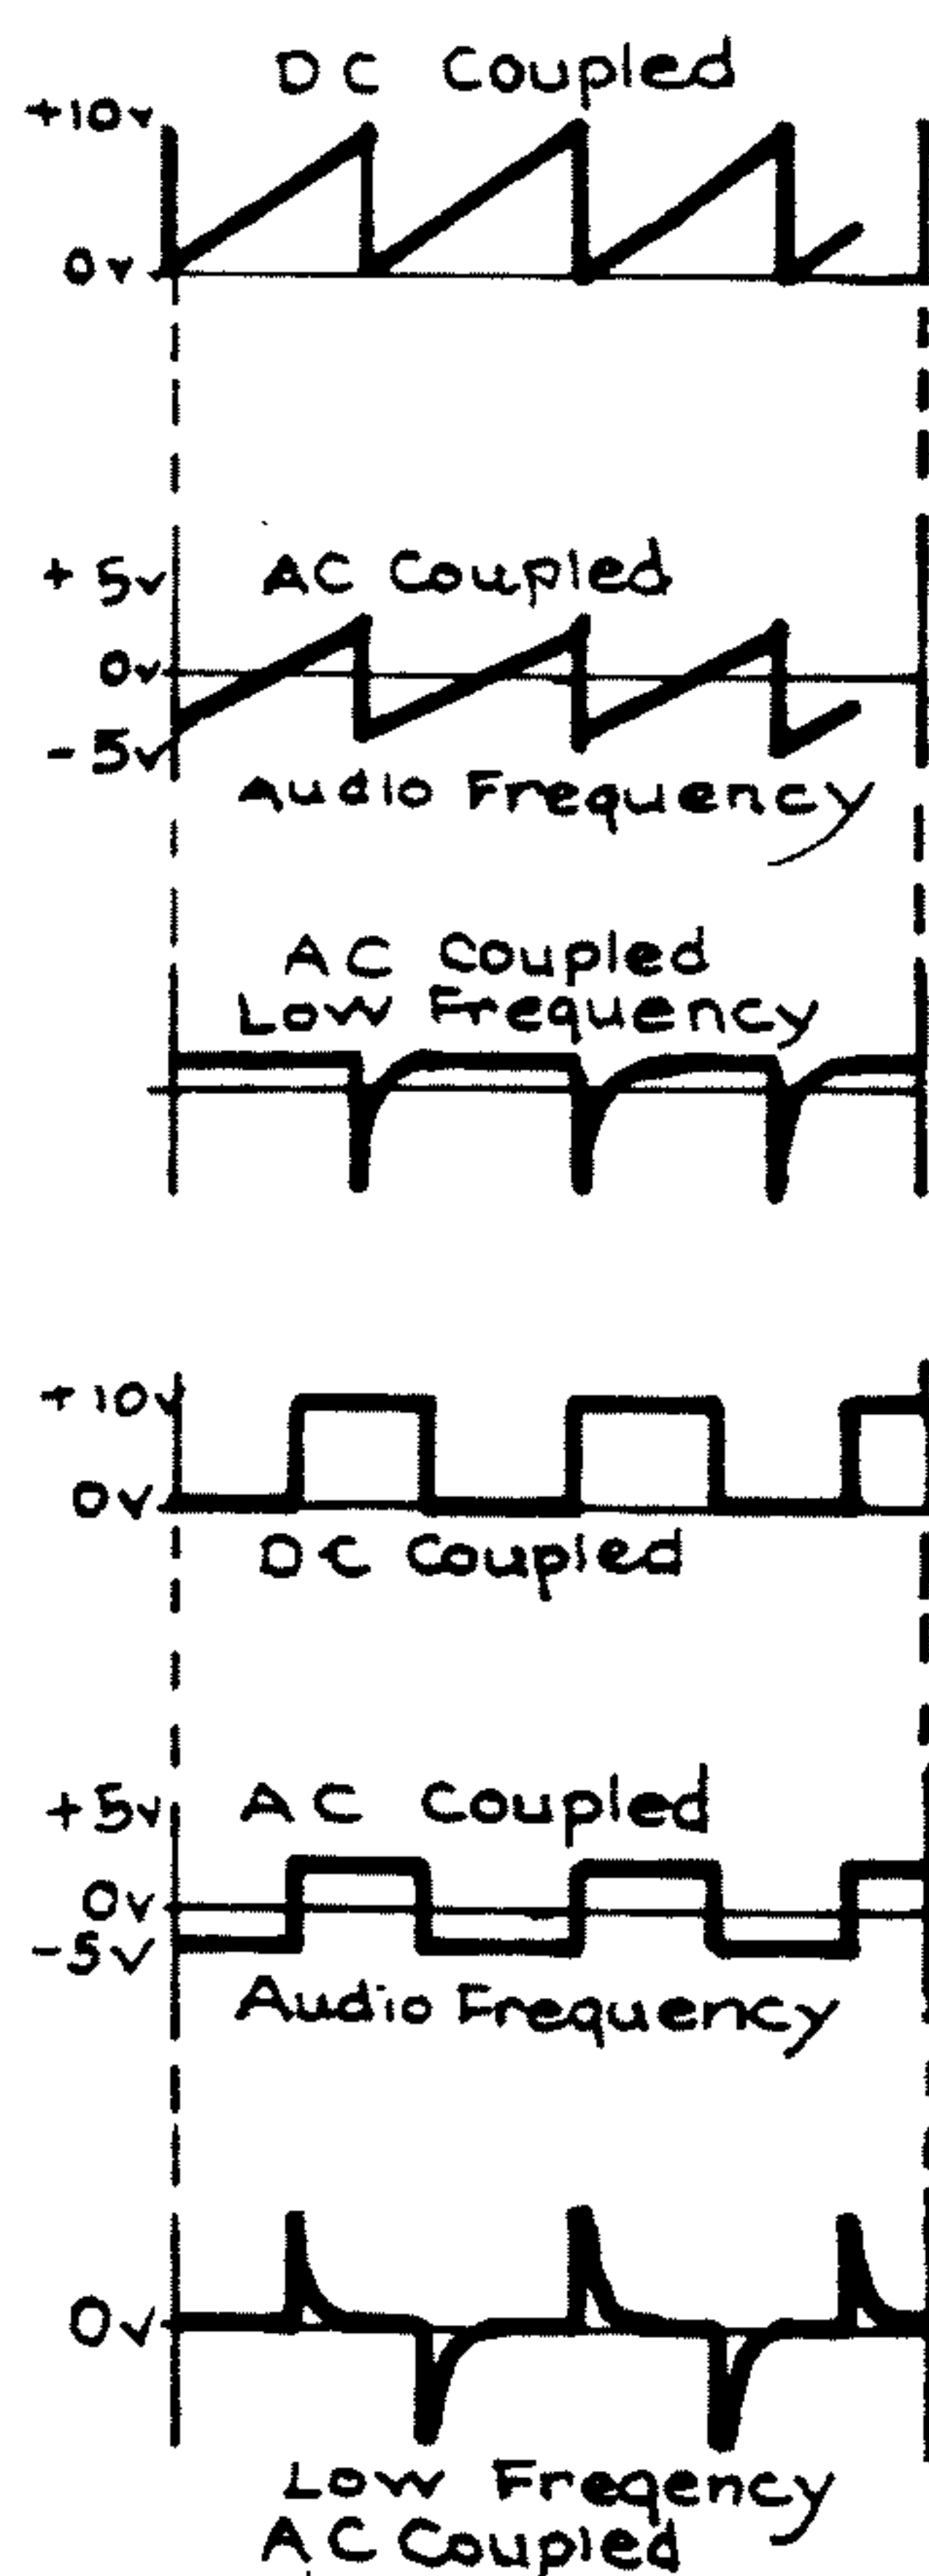 DC Coupled
+10v
0v
+5v
AC Coupled
0v
-5v
Audio Frequency
AC Coupled
Low Frequency
+10v
0v
DC Coupled
+5v
AC Coupled
0v
-5v
Audio Frequency
0v
Low Freqency
AC Coupled